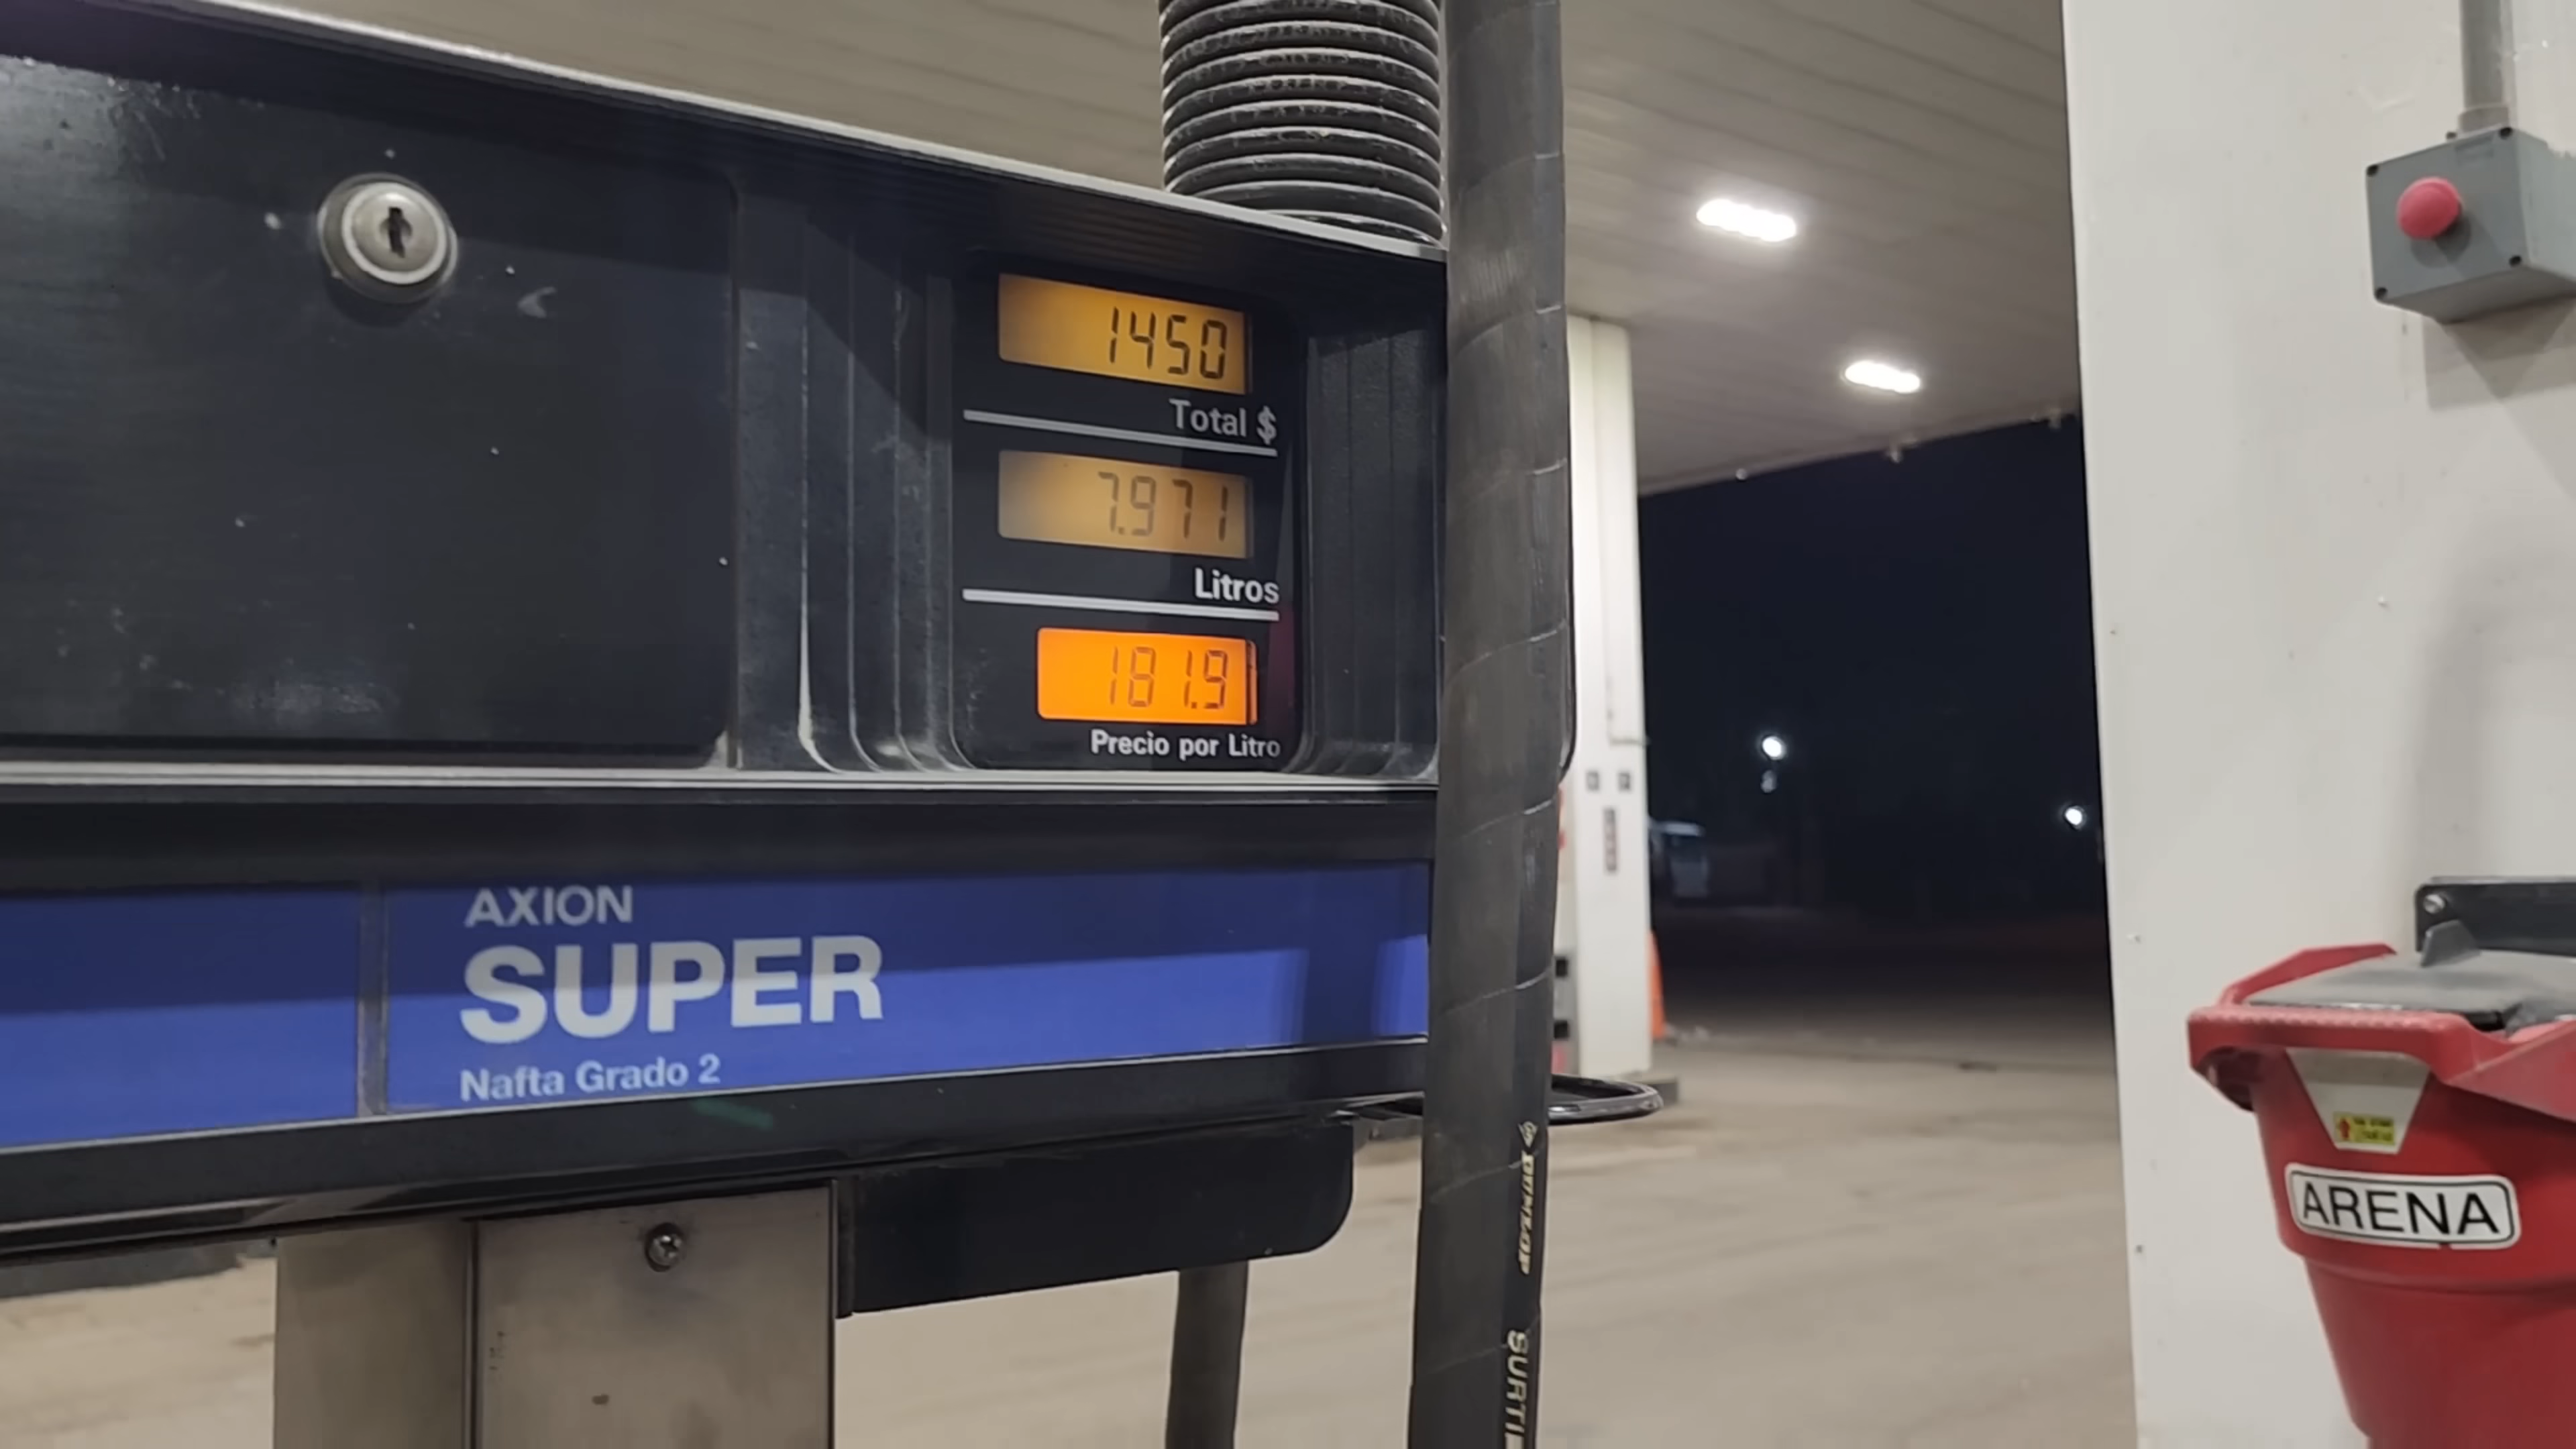 1450
Total $
7.971
Litros
181.9
Precio por Litro
AXION
SUPER
Nafta Grado 2
DUNLOP
SURTI
ARENA